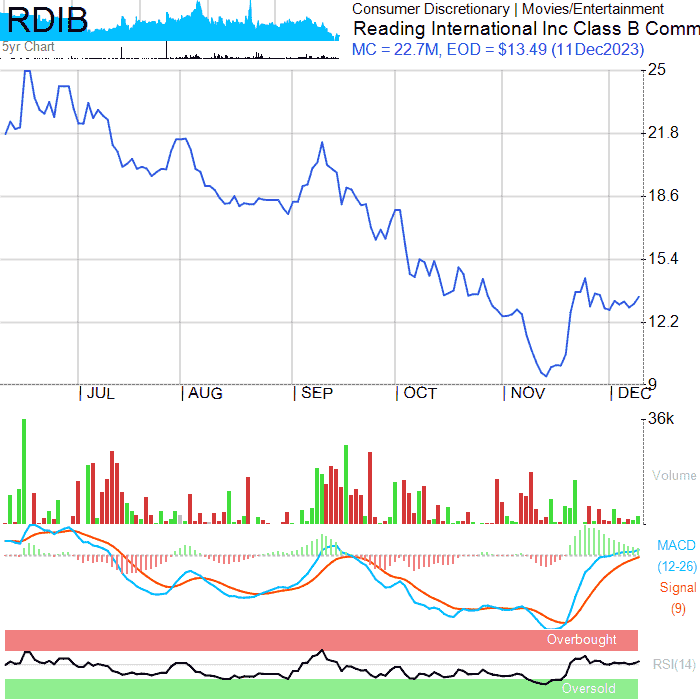 RDIB
5yr Chart
Consumer Discretionary | Movies/Entertainment
Reading International Inc Class B Comm
MC = 22.7M, EOD = $13.49 (11Dec2023)
25
21.8
18.6
15.4
12.2
9
JUL
AUG
SEP
OCT
NOV
DEC
36k
Volume
MACD
(12-26)
Signal
(9)
Overbought
RSI(14)
Oversold